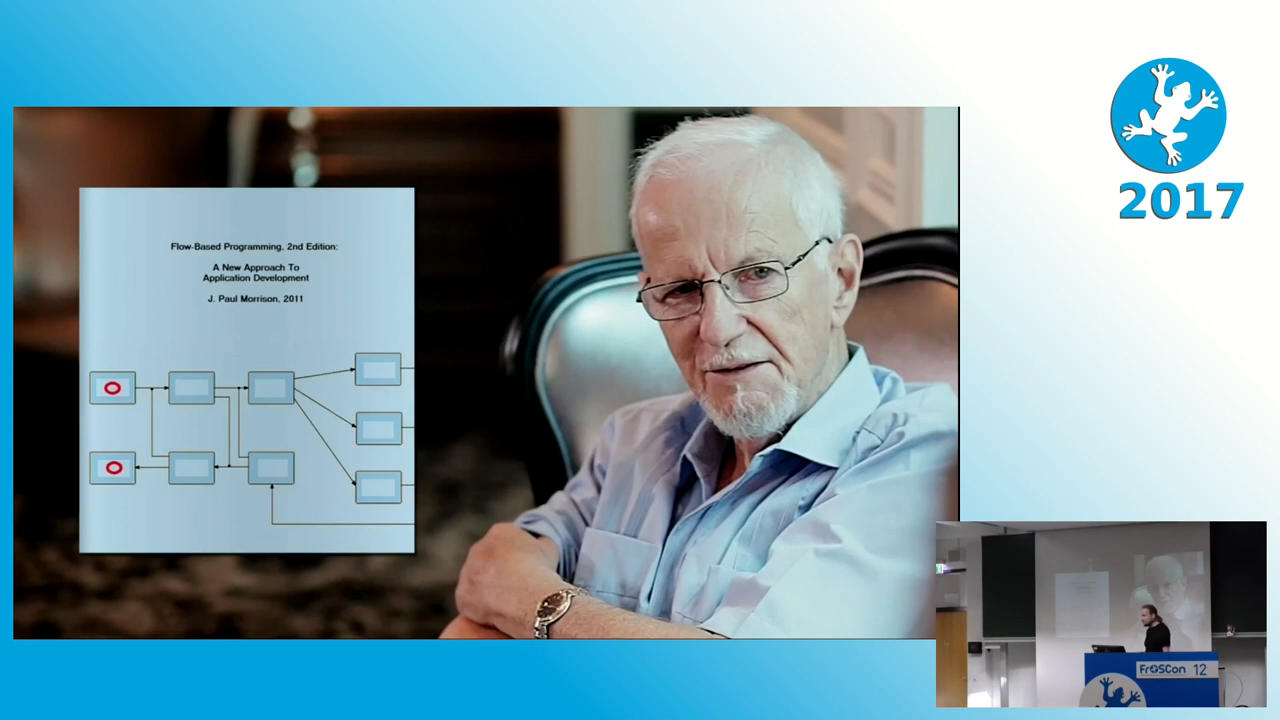 Flow-Based Programming, 2nd Edition:
A New Approach To
Application Development
J. Paul Morrison, 2011
2017
FrOSCon 12